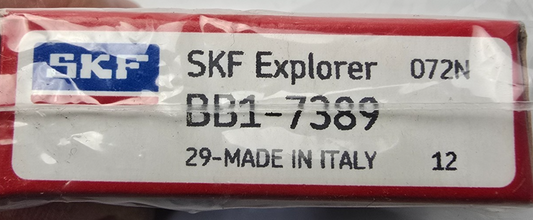 SKF SKF Explorer 072N
BB1-7389
29-MADE IN ITALY 12